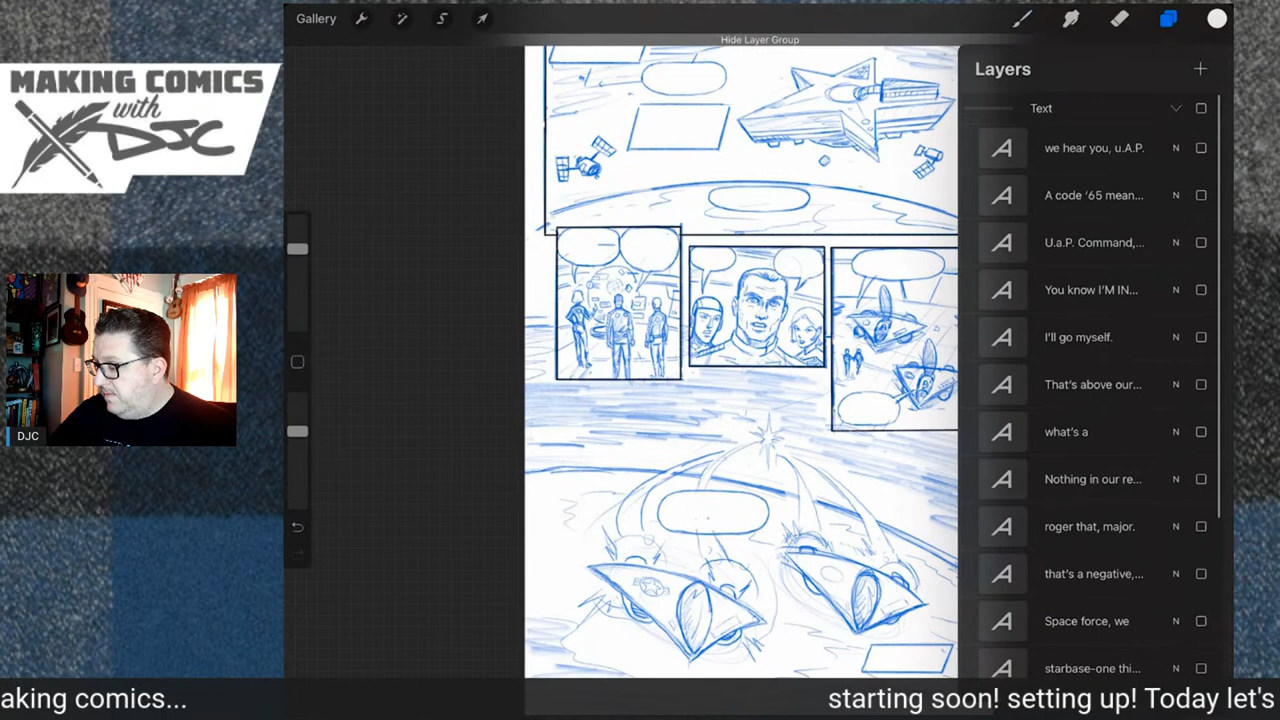 Gallery
Hide Layer Group
MAKING COMICS
with
DJC
Layers
Text
we hear you, u.A.P. N
A code ‘65 mean... N
U.a.P. Command,... N
You know I’M IN... N
I’ll go myself. N
That’s above our... N
what’s a N
Nothing in our re... N
roger that, major. N
that’s a negative,... N
Space force, we N
starbase-one thi... N
DJC
aking comics...
starting soon! setting up! Today let's